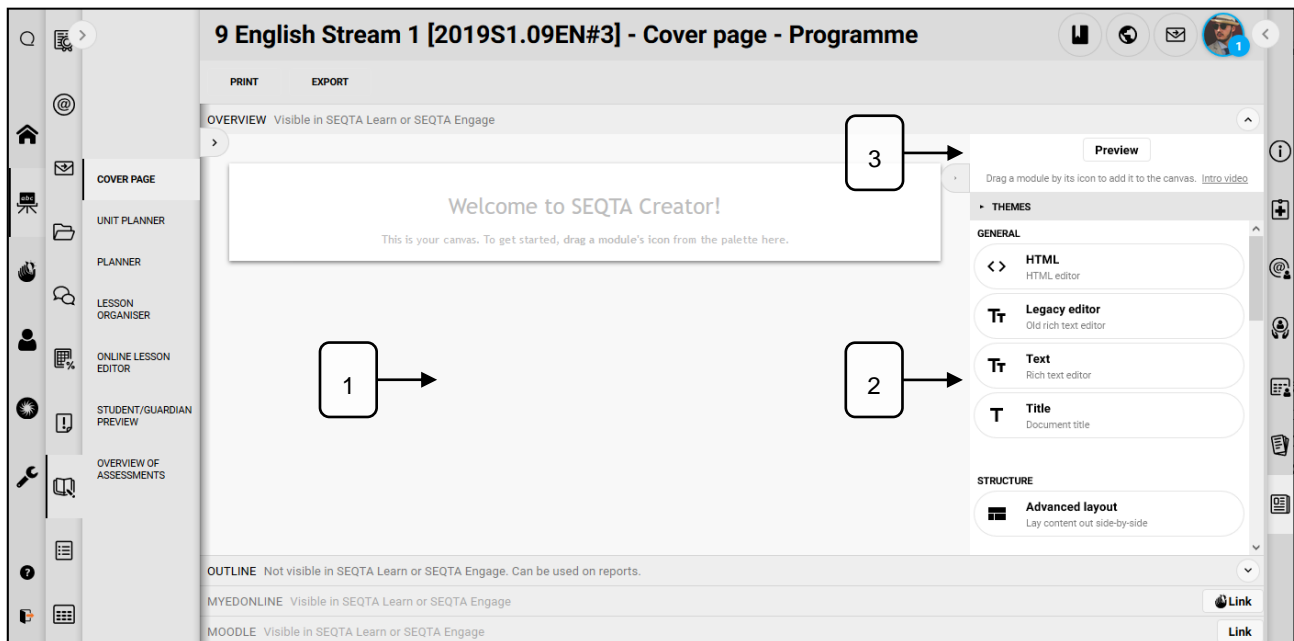 9 English Stream 1 [2019S1.09EN#3] - Cover page - Programme
1
PRINT EXPORT
OVERVIEW Visible in SEQTA Learn or SEQTA Engage
COVER PAGE
UNIT PLANNER
PLANNER
LESSON
ORGANISER
ONLINE LESSON
EDITOR
STUDENT/GUARDIAN
PREVIEW
OVERVIEW OF
ASSESSMENTS
Welcome to SEQTA Creator!
This is your canvas. To get started, drag a module's icon from the palette here.
1
3
2
Preview
Drag a module by its icon to add it to the canvas. Intro video
THEMES
GENERAL
HTML
HTML editor
Legacy editor
Old rich text editor
Text
Rich text editor
Title
Document title
STRUCTURE
Advanced layout
Lay content out side-by-side
OUTLINE Not visible in SEQTA Learn or SEQTA Engage. Can be used on reports.
MYEDONLINE Visible in SEQTA Learn or SEQTA Engage Link
MOODLE Visible in SEQTA Learn or SEQTA Engage Link